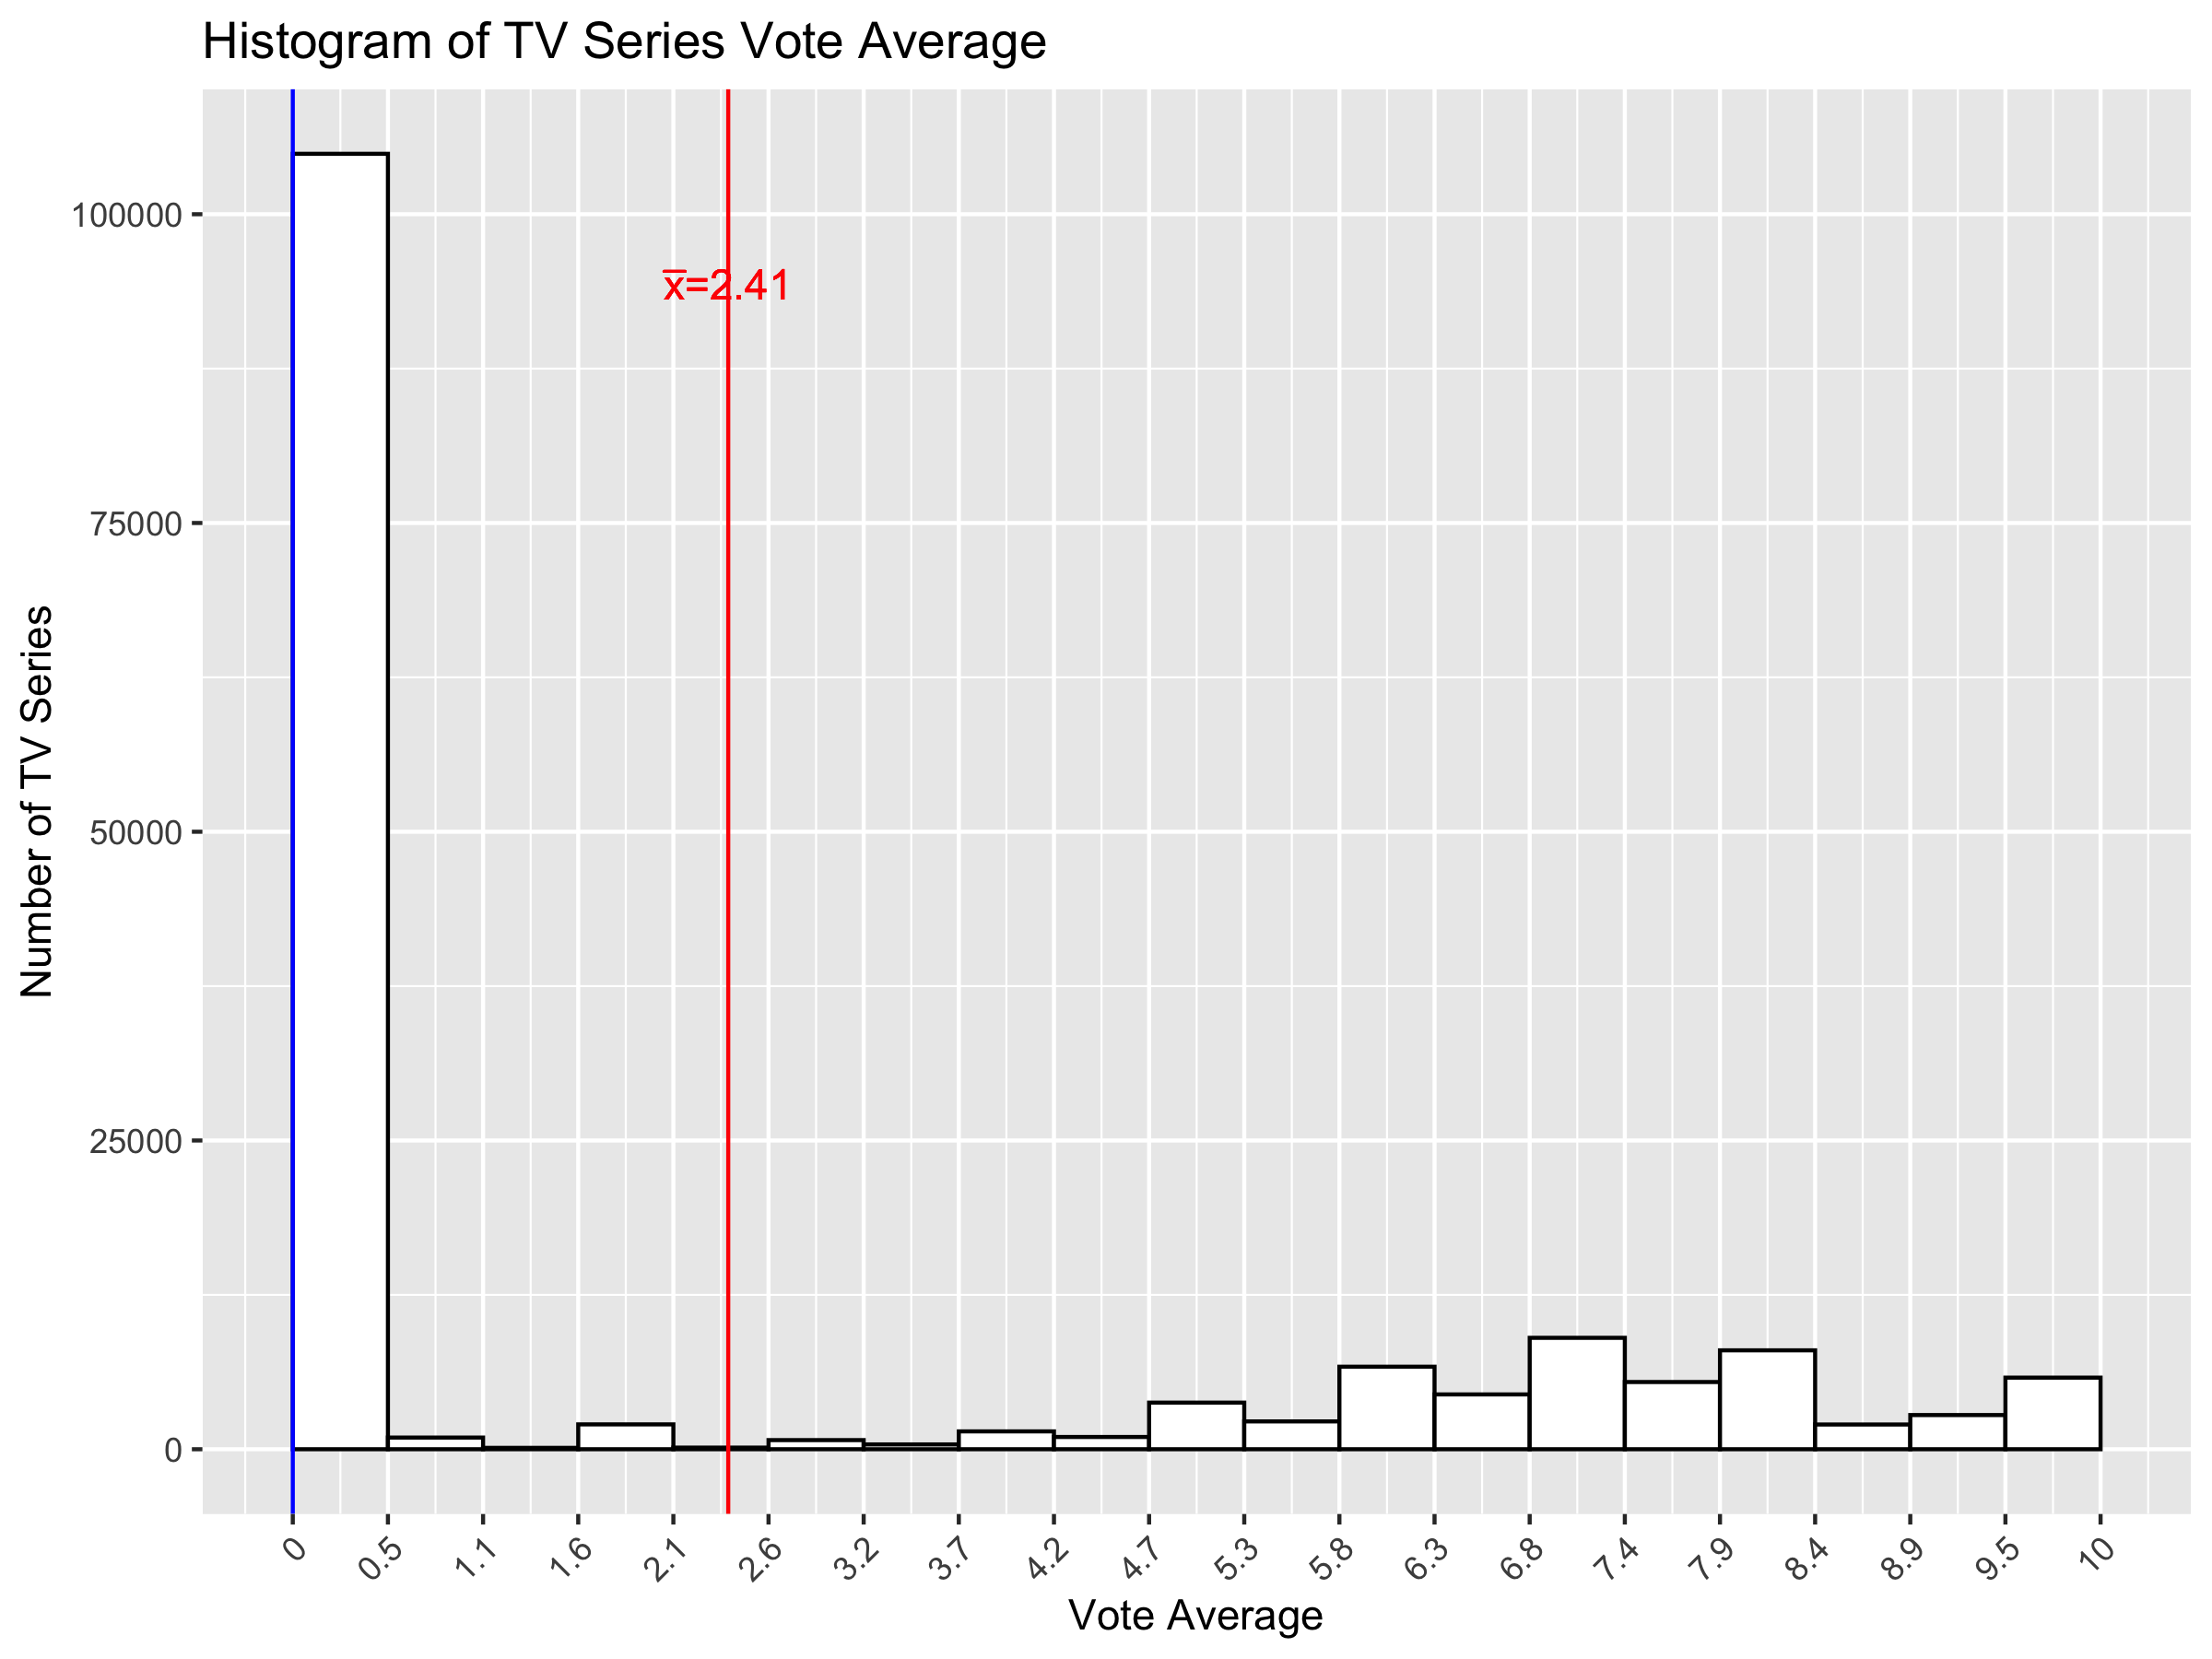 Histogram of TV Series Vote Average
Number of TV Series
100000
75000
50000
25000
0
x̅=2.41
0 0.5 1.1 1.6 2.1 2.6 3.2 3.7 4.2 4.7 5.3 5.8 6.3 6.8 7.4 7.9 8.4 8.9 9.5 10
Vote Average